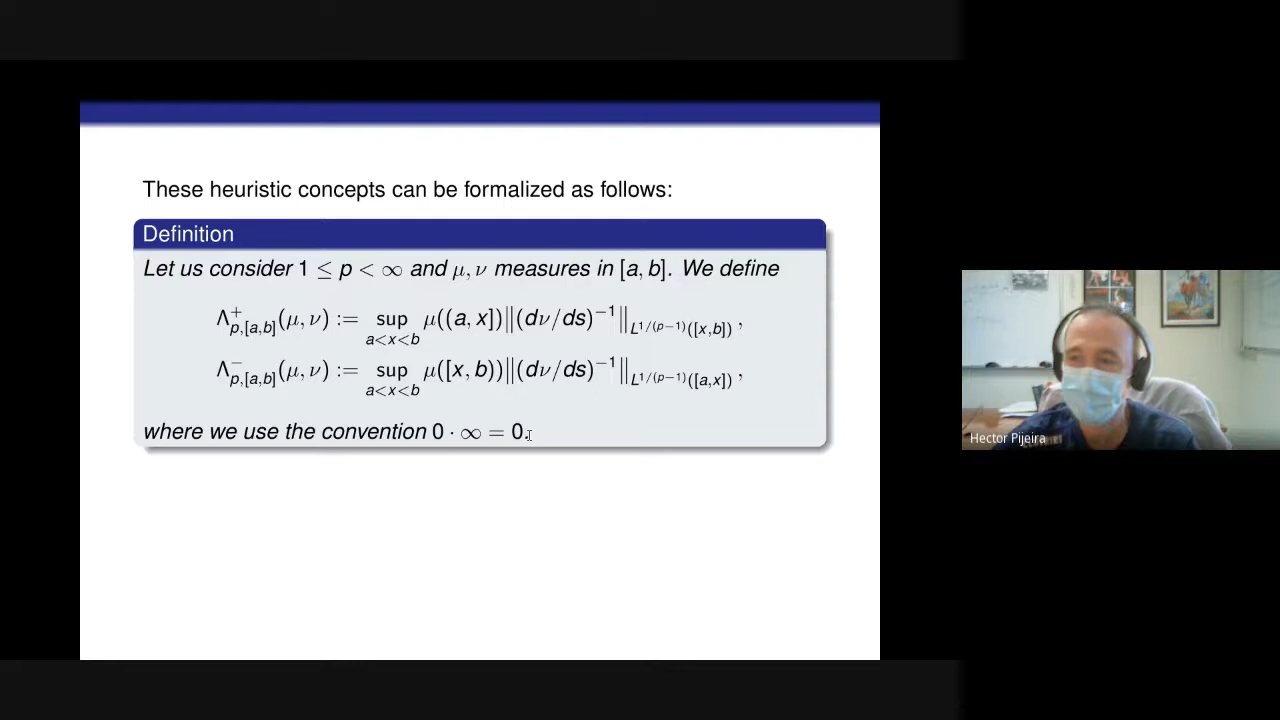 These heuristic concepts can be formalized as follows:
Definition
Let us consider 1 ≤ p < ∞ and μ, ν measures in [a, b]. We define
Λ⁺_{p,[a,b]}(μ, ν) := sup_{a<x<b} μ((a, x])‖(dν/ds)⁻¹‖_{L^{1/(p−1)}([x,b])} ,
Λ⁻_{p,[a,b]}(μ, ν) := sup_{a<x<b} μ([x, b))‖(dν/ds)⁻¹‖_{L^{1/(p−1)}([a,x])} ,
where we use the convention 0 · ∞ = 0.
Hector Pijeira